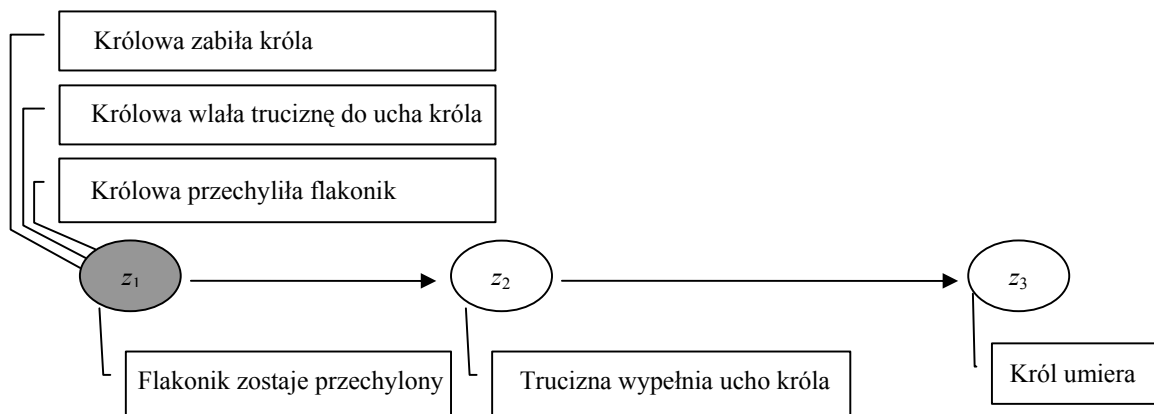 Królowa zabiła króla
Królowa wlała truciznę do ucha króla
Królowa przechyliła flakonik
z₁
z₂
z₃
Flakonik zostaje przechylony
Trucizna wypełnia ucho króla
Król umiera